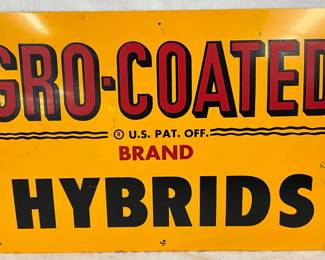 GRO-COATED
® U.S. PAT. OFF.
BRAND
HYBRIDS